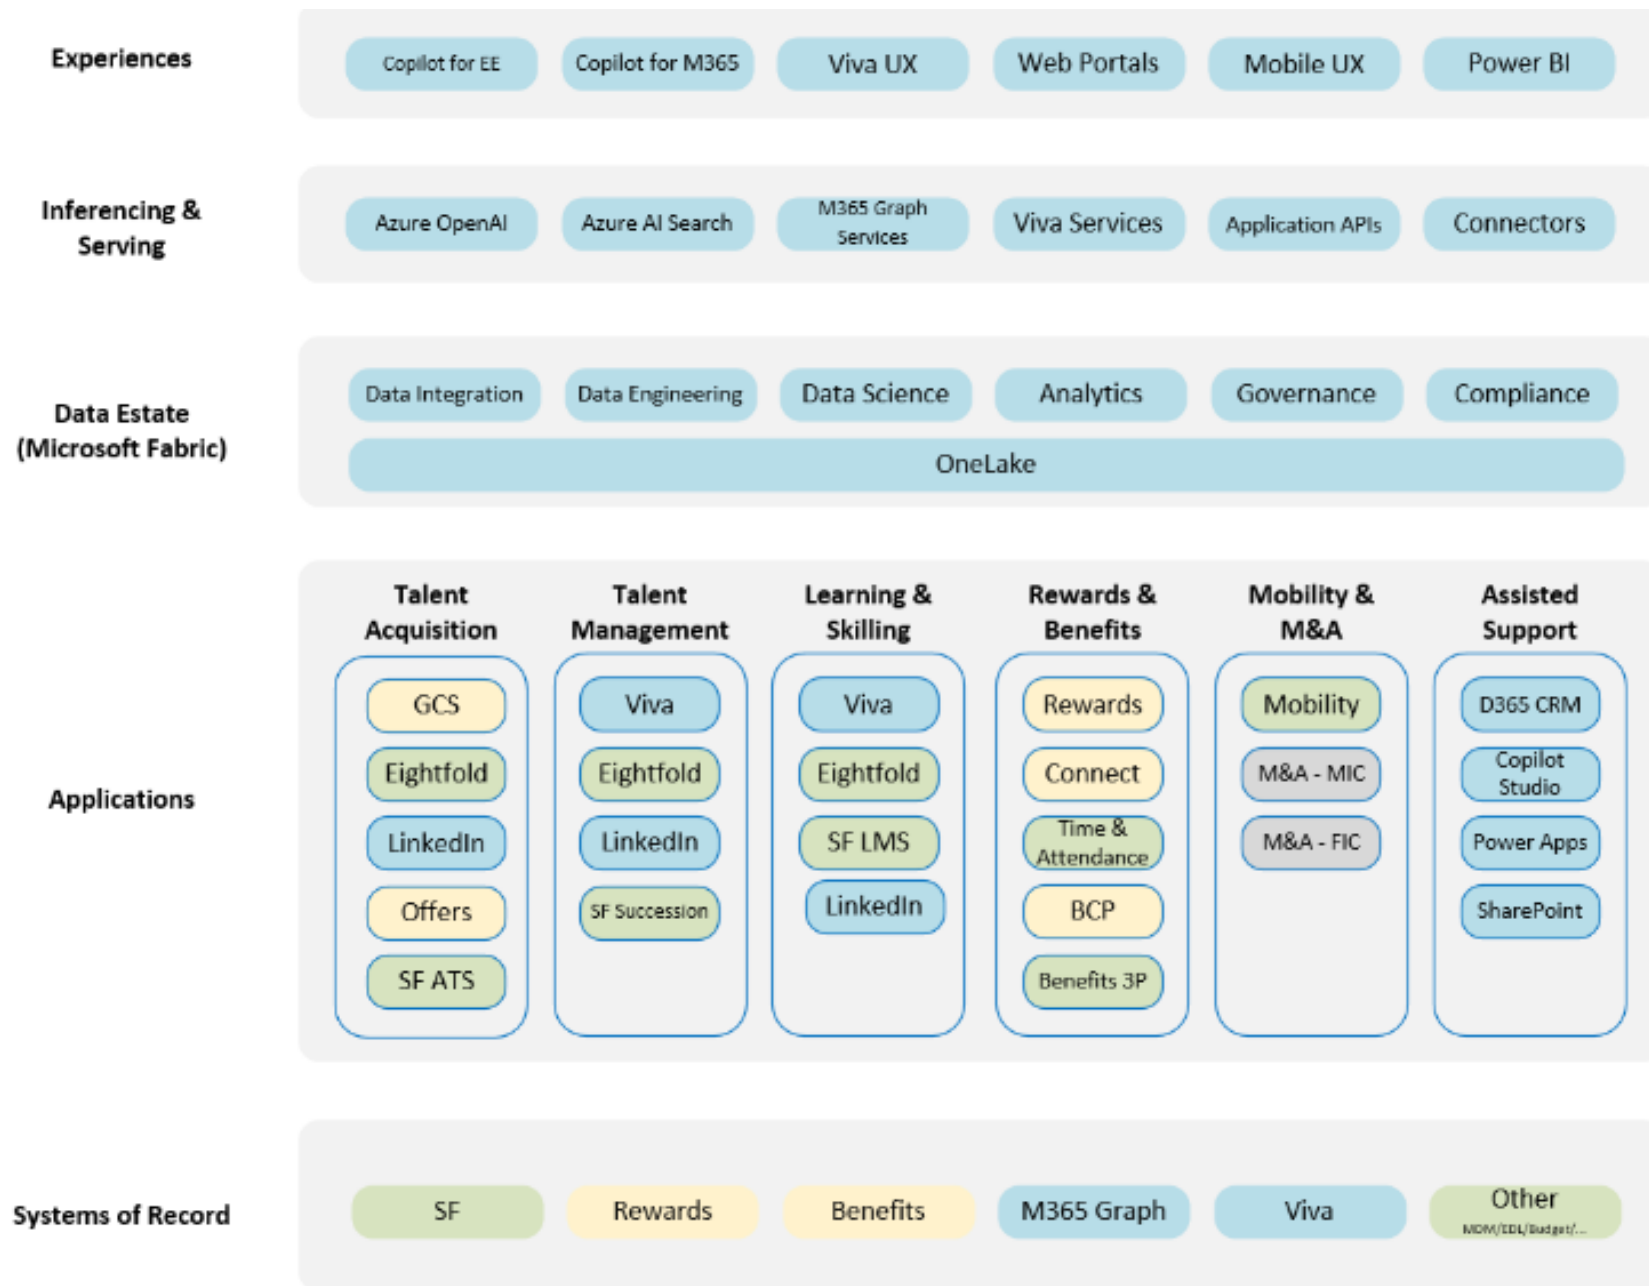 Experiences
Copilot for EE
Copilot for M365
Viva UX
Web Portals
Mobile UX
Power BI
Inferencing &
Serving
Azure OpenAI
Azure AI Search
M365 Graph
Services
Viva Services
Application APIs
Connectors
Data Estate
(Microsoft Fabric)
Data Integration
Data Engineering
Data Science
Analytics
Governance
Compliance
OneLake
Applications
Talent
Acquisition
GCS
Eightfold
LinkedIn
Offers
SF ATS
Talent
Management
Viva
Eightfold
LinkedIn
SF Succession
Learning &
Skilling
Viva
Eightfold
SF LMS
LinkedIn
Rewards &
Benefits
Rewards
Connect
Time &
Attendance
BCP
Benefits 3P
Mobility &
M&A
Mobility
M&A - MIC
M&A - FIC
Assisted
Support
D365 CRM
Copilot
Studio
Power Apps
SharePoint
Systems of Record
SF
Rewards
Benefits
M365 Graph
Viva
Other
MDM/EDL/Budget/...